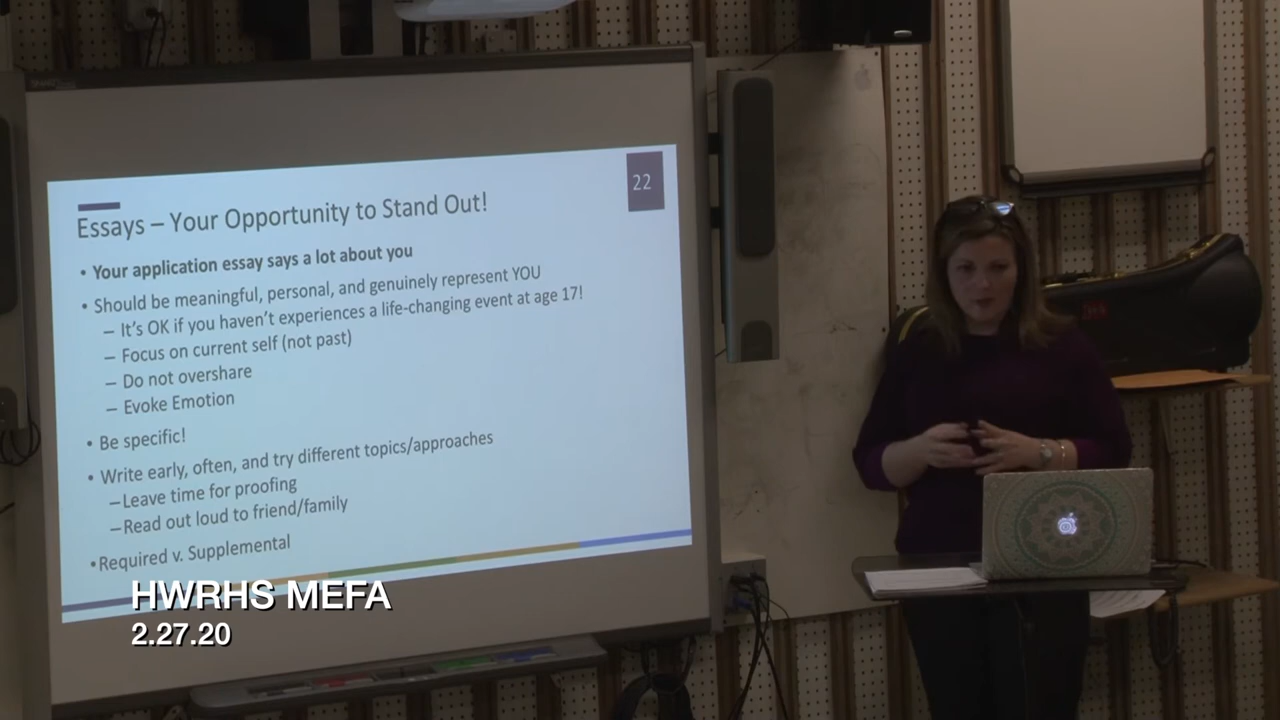 22
Essays – Your Opportunity to Stand Out!
• Your application essay says a lot about you
• Should be meaningful, personal, and genuinely represent YOU
– It's OK if you haven't experiences a life-changing event at age 17!
– Focus on current self (not past)
– Do not overshare
– Evoke Emotion
• Be specific!
• Write early, often, and try different topics/approaches
–Leave time for proofing
–Read out loud to friend/family
•Required v. Supplemental
HWRHS MEFA
2.27.20